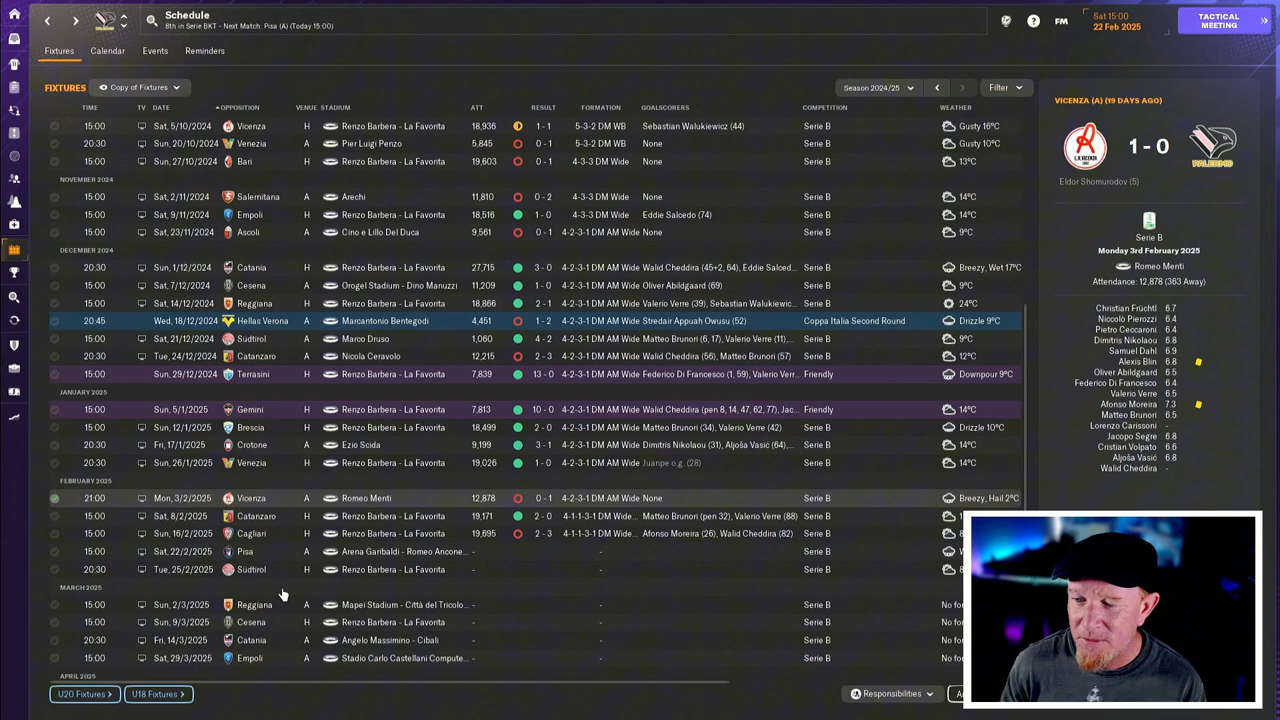 Schedule
8th in Serie BKT - Next Match: Pisa (A) (Today 15:00)
FM
Sat 15:00
22 Feb 2025
TACTICAL
MEETING
Fixtures Calendar Events Reminders
FIXTURES Copy of Fixtures Season 2024/25 Filter
TIME TV DATE OPPOSITION VENUE STADIUM ATT RESULT FORMATION GOALSCORERS COMPETITION WEATHER
15:00 Sat, 5/10/2024 Vicenza H Renzo Barbera - La Favorita 18,936 1 - 1 5-3-2 DM WB Sebastian Walukiewicz (44) Serie B Gusty 16°C
20:30 Sun, 20/10/2024 Venezia A Pier Luigi 5,845 0 - 1 5-3-2 DM WB None Serie B Gusty 10°C
15:00 Sun, 27/10/2024 Bari H Renzo Barbera - La Favorita 19,603 0 - 1 4-3-3 DM Wide None Serie B 13°C
NOVEMBER 2024
15:00 Sat, 2/11/2024 Salernitana A Arechi 11,810 0 - 2 4-3-3 DM Wide None Serie B 14°C
15:00 Sat, 9/11/2024 Empoli H Renzo Barbera - La Favorita 18,516 1 - 0 4-3-3 DM Wide Eddie Salcedo (74) Serie B 14°C
15:00 Sat, 23/11/2024 Ascoli A Cino e Lillo Del Duca 9,561 0 - 1 4-2-3-1 DM AM Wide None Serie B 9°C
DECEMBER 2024
20:30 Sun, 1/12/2024 Catania H Renzo Barbera - La Favorita 27,715 3 - 0 4-2-3-1 DM AM Wide Walid Cheddira (45+2, 64), Eddie Salced... Serie B Breezy, Wet 17°C
15:00 Sat, 7/12/2024 Cesena A Orogel Stadium - Dino 1 - 0 4-2-3-1 DM AM Wide Oliver Abildgaard (69) Serie B 9°C
15:00 Sat, 14/12/2024 Reggiana H Renzo Barbera - La Favorita 18,866 2 - 1 4-2-3-1 DM AM Wide Valerio Verre (39), Sebastian Walukiewic... Serie B 24°C
20:45 Wed, 18/12/2024 Hellas Verona A Marcantonio Bentegodi 4,451 1 - 2 4-2-3-1 DM AM Wide Stredair Appuah Owusu (52) Coppa Italia Second Round Drizzle 9°C
15:00 Sat, 21/12/2024 Südtirol A Marco Druso 1,060 4 - 2 4-2-3-1 DM AM Wide Matteo Brunori (6, 17), Valerio Verre (11),... Serie B 9°C
20:30 Tue, 24/12/2024 Catanzaro A Nicola Ceravolo 12,215 2 - 3 4-2-3-1 DM AM Wide Walid Cheddira (56), Matteo Brunori (57) Serie B 12°C
15:00 Sun, 29/12/2024 Terrasini H Renzo Barbera - La Favorita 7,839 13 - 0 4-2-3-1 DM AM Wide Federico Di Francesco (1, 59), Valerio Ver... Friendly Downpour 9°C
JANUARY 2025
15:00 Sun, 5/1/2025 Gemini H Renzo Barbera - La Favorita 7,813 10 - 0 4-2-3-1 DM AM Wide Walid Cheddira (pen 8, 14, 47, 62, 77), Jac... Friendly 14°C
15:00 Sun, 12/1/2025 Brescia H Renzo Barbera - La Favorita 18,499 2 - 0 4-2-3-1 DM AM Wide Matteo Brunori (34), Valerio Verre (42) Serie B Drizzle 10°C
20:30 Fri, 17/1/2025 Crotone A Ezio Scida 9,199 3 - 1 4-2-3-1 DM AM Wide Dimitris Nikolaou (31), Aljoša Vasić (64),... Serie B 14°C
20:30 Sun, 26/1/2025 Venezia H Renzo Barbera - La Favorita 19,026 1 - 0 4-2-3-1 DM AM Wide Juanpe o.g. (28) Serie B 14°C
FEBRUARY 2025
21:00 Mon, 3/2/2025 Vicenza A Romeo Menti 12,878 0 - 1 4-2-3-1 DM AM Wide None Serie B Breezy, Hail 2°C
15:00 Sat, 8/2/2025 Catanzaro H Renzo Barbera - La Favorita 19,171 2 - 0 4-1-1-3-1 DM Wide... Matteo Brunori (pen 32), Valerio Verre (88) Serie B
15:00 Sun, 16/2/2025 Cagliari H Renzo Barbera - La Favorita 19,695 2 - 3 4-1-1-3-1 DM Wide... Afonso Moreira (26), Walid Cheddira (82) Serie B
15:00 Sat, 22/2/2025 Pisa A Arena Garibaldi - Romeo Ancone... - - Serie B
20:30 Tue, 25/2/2025 Südtirol H Renzo Barbera - La Favorita - - Serie B
MARCH 2025
15:00 Sun, 2/3/2025 Reggiana A Mapei Stadium - Città del Tricolo... - - Serie B No for
15:00 Sun, 9/3/2025 Cesena H Renzo Barbera - La Favorita - - Serie B No for
20:30 Fri, 14/3/2025 Catania A Angelo Massimino - Cibali - - Serie B No for
15:00 Sat, 29/3/2025 Empoli A Stadio Carlo Castellani Compute... - - Serie B No for
APRIL 2025
U20 Fixtures U18 Fixtures Responsibilities
VICENZA (A) (19 DAYS AGO)
1 - 0
PALERMO
Eldor Shomurodov (5)
Serie B
Monday 3rd February 2025
Romeo Menti
Attendance: 12,878 (363 Away)
Christian Früchtl 6.7
Niccolò Pierozzi 6.4
Pietro Ceccaroni 6.4
Dimitris Nikolaou 6.8
Samuel Dahl 6.9
Alexis Blin 6.8
Oliver Abildgaard 6.5
Federico Di Francesco 6.4
Valerio Verre 6.5
Afonso Moreira 7.3
Matteo Brunori 6.5
Lorenzo Carissoni -
Jacopo Segre 6.8
Cristian Volpato 6.6
Aljoša Vasić 6.8
Walid Cheddira -